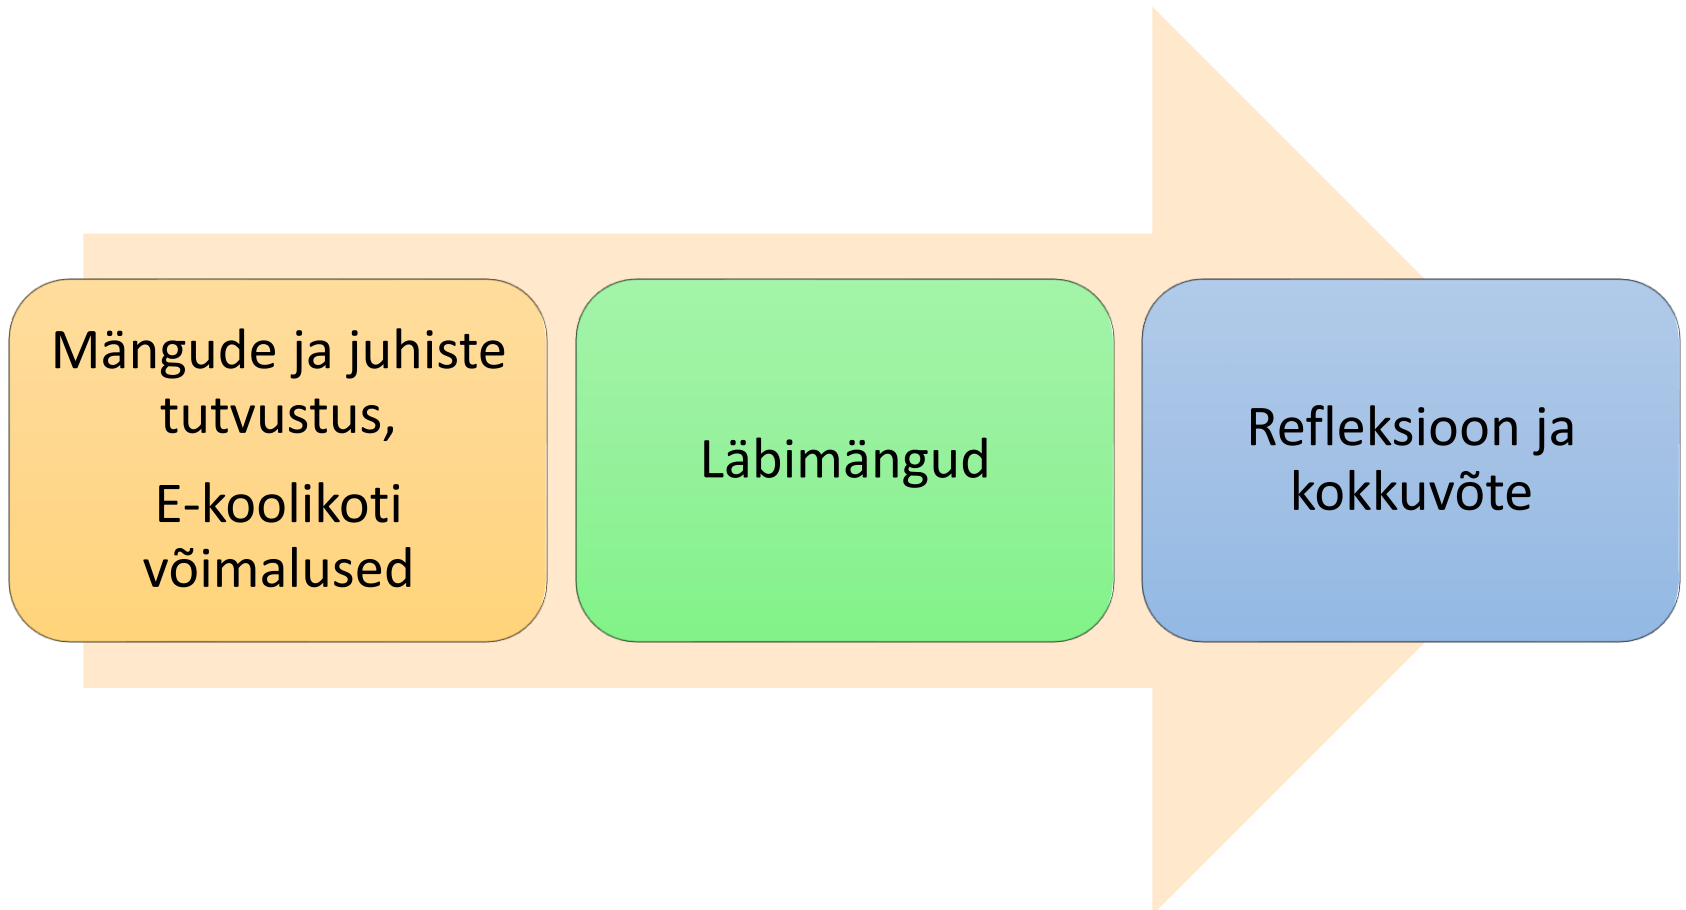 Mängude ja juhiste
tutvustus,
E-koolikoti
võimalused
Läbimängud
Refleksioon ja
kokkuvõte